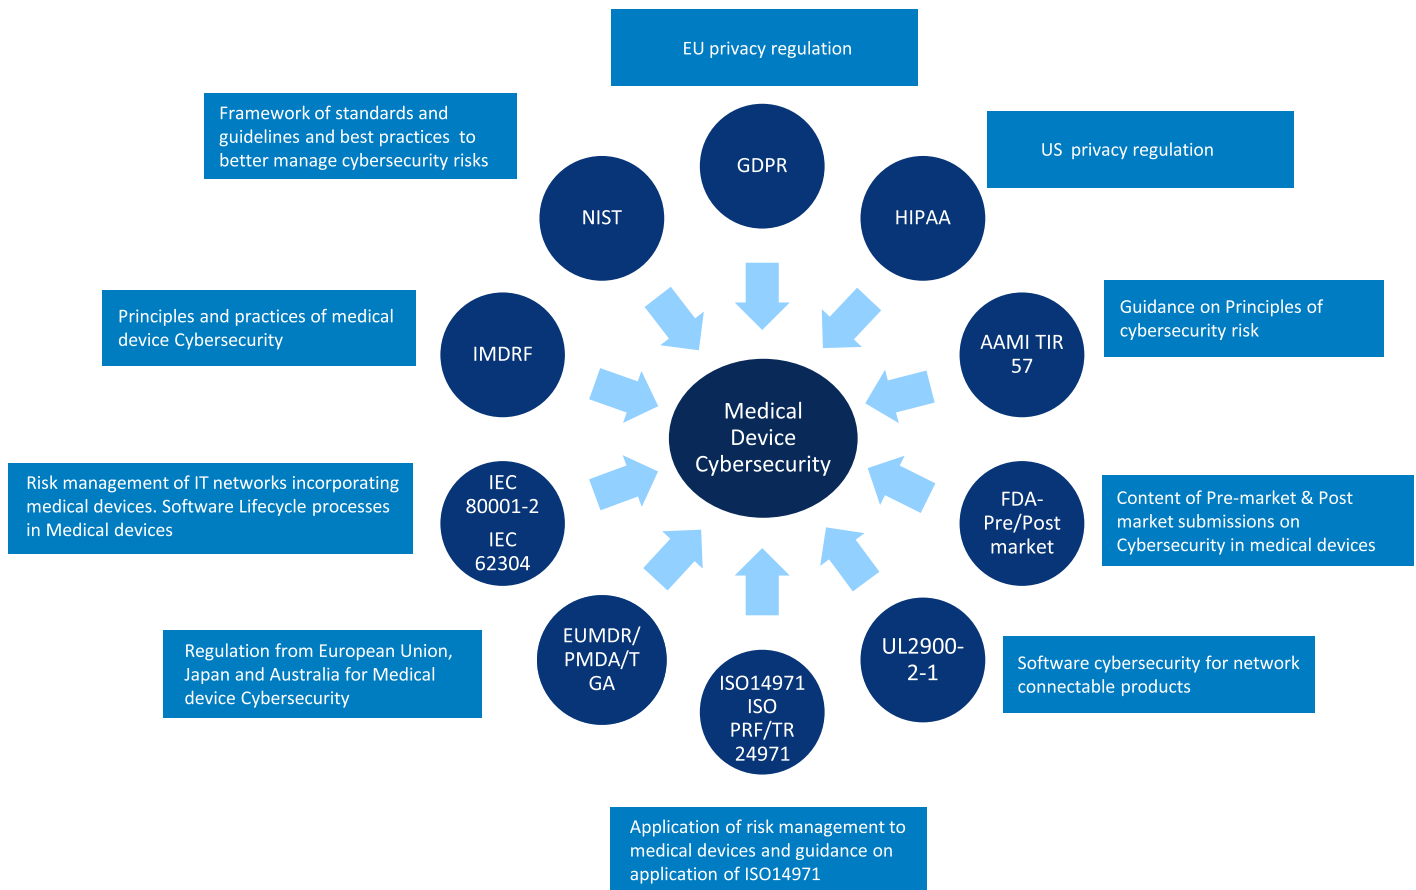 EU privacy regulation
Framework of standards and
guidelines and best practices to
better manage cybersecurity risks
GDPR
US privacy regulation
NIST
HIPAA
Principles and practices of medical
device Cybersecurity
IMDRF
Guidance on Principles of
cybersecurity risk
AAMI TIR
57
Medical
Device
Cybersecurity
Risk management of IT networks incorporating
medical devices. Software Lifecycle processes
in Medical devices
IEC
80001-2
IEC
62304
FDA-
Pre/Post
market
Content of Pre-market & Post
market submissions on
Cybersecurity in medical devices
Regulation from European Union,
Japan and Australia for Medical
device Cybersecurity
EUMDR/
PMDA/T
GA
ISO14971
ISO
PRF/TR
24971
UL2900-
2-1
Software cybersecurity for network
connectable products
Application of risk management to
medical devices and guidance on
application of ISO14971